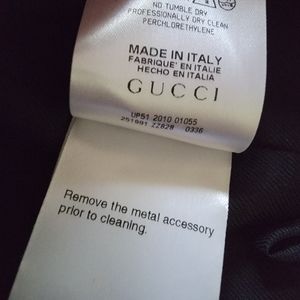 NO TUMBLE DRY
PROFESSIONALLY DRY CLEAN
PERCHLORETHYLENE
MADE IN ITALY
FABRIQUE' EN ITALIE
HECHO EN ITALIA
GUCCI
UP51 2010 01055
251991 Z2828 0336
Remove the metal accessory
prior to cleaning.